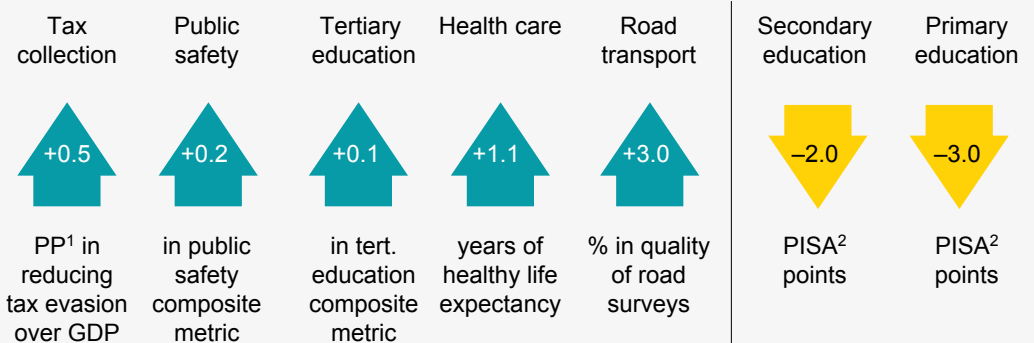 Tax
collection
Public
safety
Tertiary
education
Health care
Road
transport
Secondary
education
Primary
education
+0.5
+0.2
+0.1
+1.1
+3.0
–2.0
–3.0
PP¹ in
reducing
tax evasion
over GDP
in public
safety
composite
metric
in tert.
education
composite
metric
years of
healthy life
expectancy
% in quality
of road
surveys
PISA²
points
PISA²
points